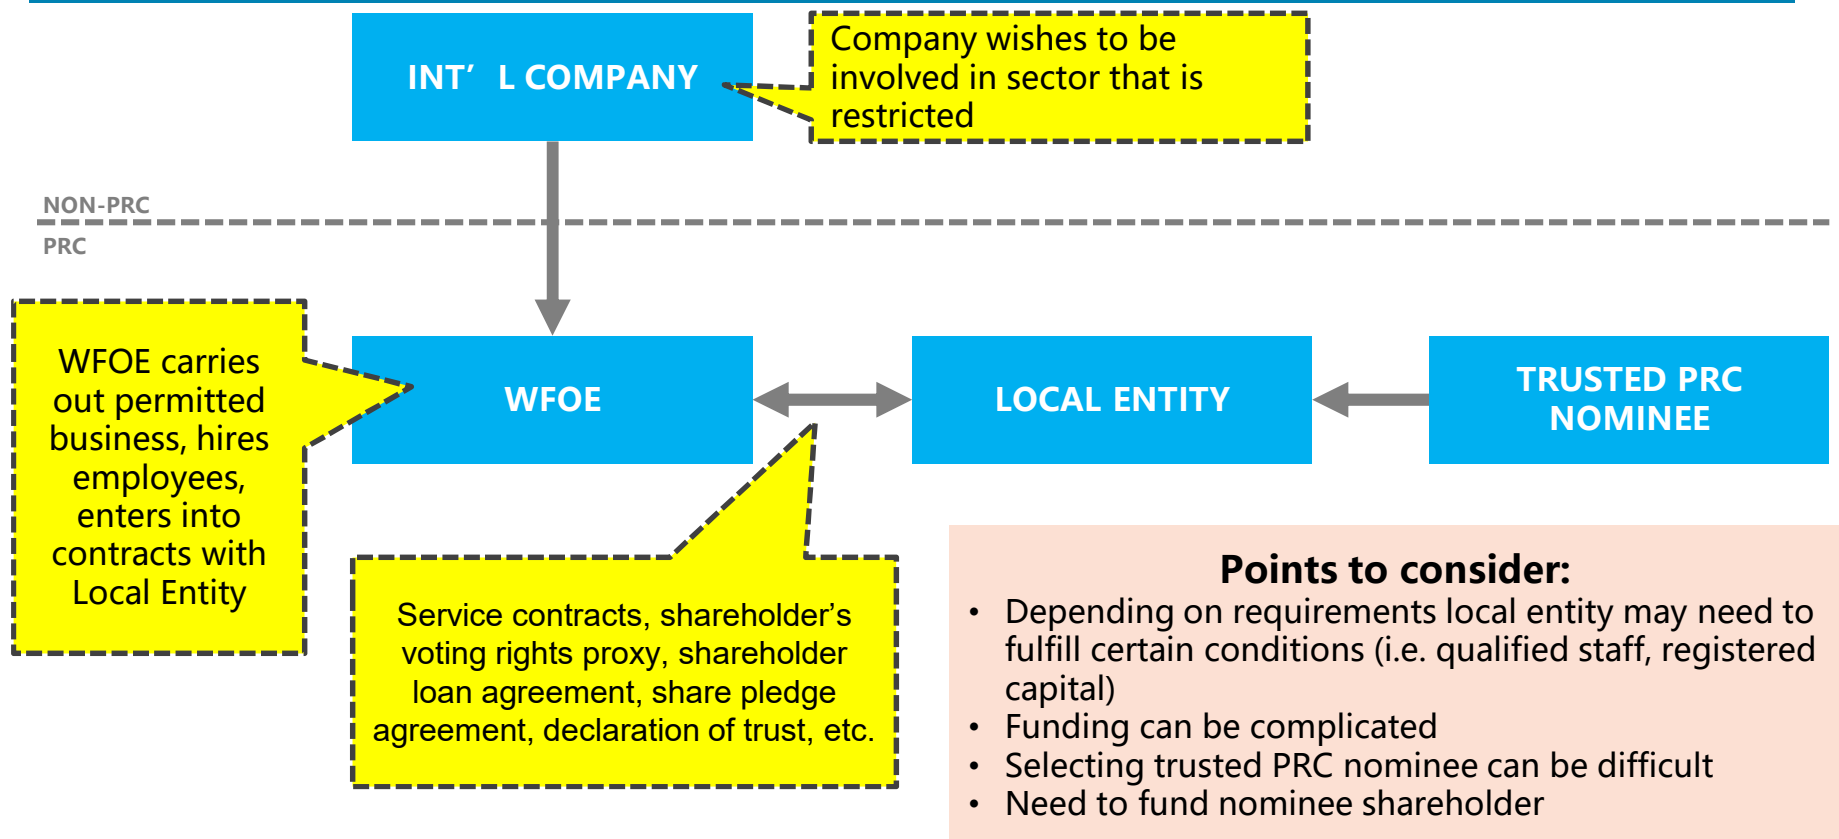 INT’ L COMPANY
Company wishes to be
involved in sector that is
restricted
NON-PRC
PRC
WFOE carries
out permitted
business, hires
employees,
enters into
contracts with
Local Entity
WFOE
LOCAL ENTITY
TRUSTED PRC
NOMINEE
Service contracts, shareholder’s
voting rights proxy, shareholder
loan agreement, share pledge
agreement, declaration of trust, etc.
Points to consider:
• Depending on requirements local entity may need to
fulfill certain conditions (i.e. qualified staff, registered
capital)
• Funding can be complicated
• Selecting trusted PRC nominee can be difficult
• Need to fund nominee shareholder